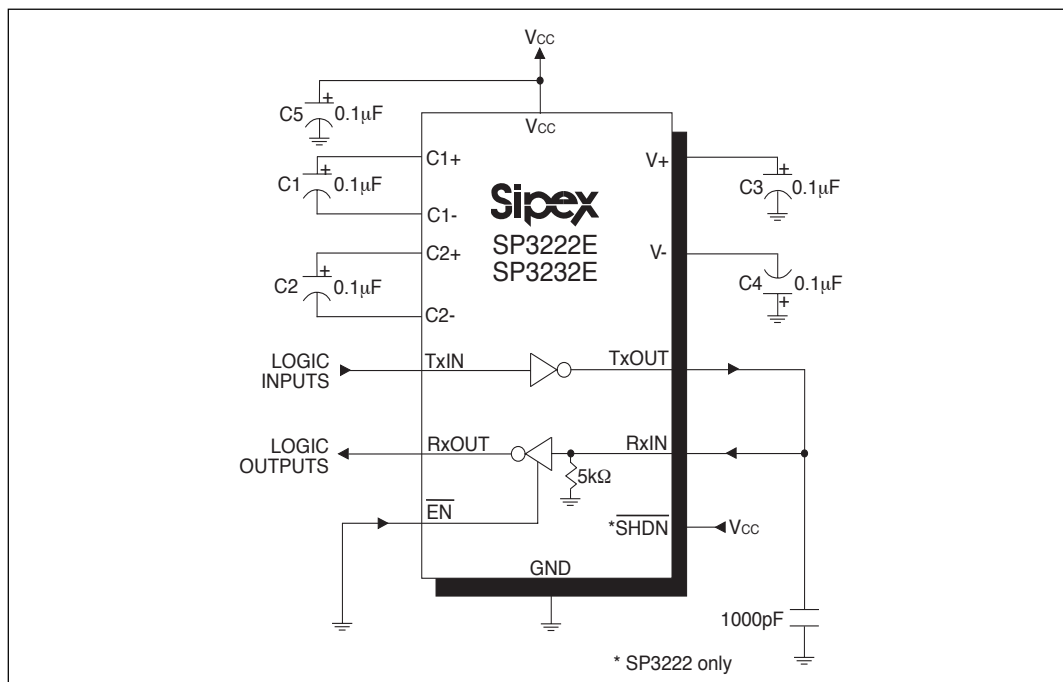 VCC
C5
+
0.1µF
VCC
C1
+
0.1µF
C1+
C1-
C2
+
0.1µF
C2+
C2-
Sipex
SP3222E
SP3232E
V+
C3
+
0.1µF
V-
C4
0.1µF
+
LOGIC
INPUTS
TxIN
TxOUT
LOGIC
OUTPUTS
RxOUT
RxIN
5kΩ
EN
*SHDN
VCC
GND
1000pF
* SP3222 only